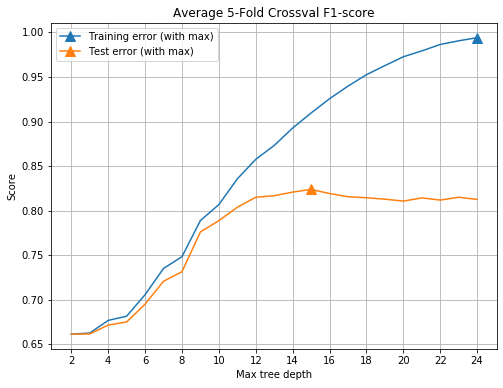 Average 5-Fold Crossval F1-score
Training error (with max)
Test error (with max)
Score
1.00
0.95
0.90
0.85
0.80
0.75
0.70
0.65
2 4 6 8 10 12 14 16 18 20 22 24
Max tree depth